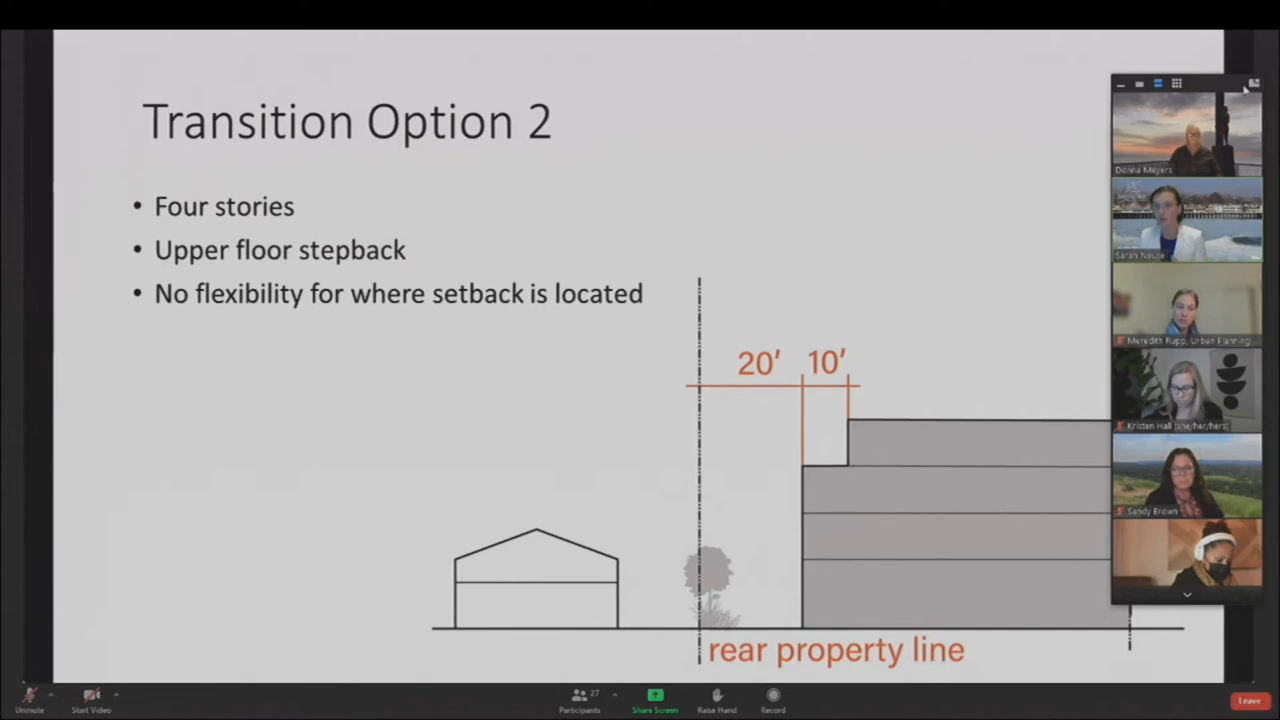 Transition Option 2
• Four stories
• Upper floor stepback
• No flexibility for where setback is located
20' 10'
rear property line
Donna Meyers
Sarah Nause
Meredith Rupp, Urban Planning...
Kristen Hall (she/her/hers)
Sandy Brown
Unmute
Start Video
27
Participants
Share Screen
Raise Hand
Record
Leave